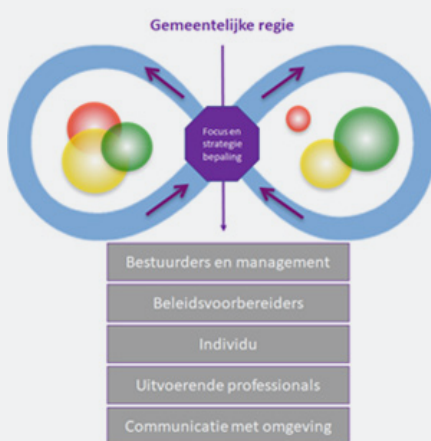 Gemeentelijke regie
Focus en
strategie
bepaling
Bestuurders en management
Beleidsvoorbereiders
Individu
Uitvoerende professionals
Communicatie met omgeving